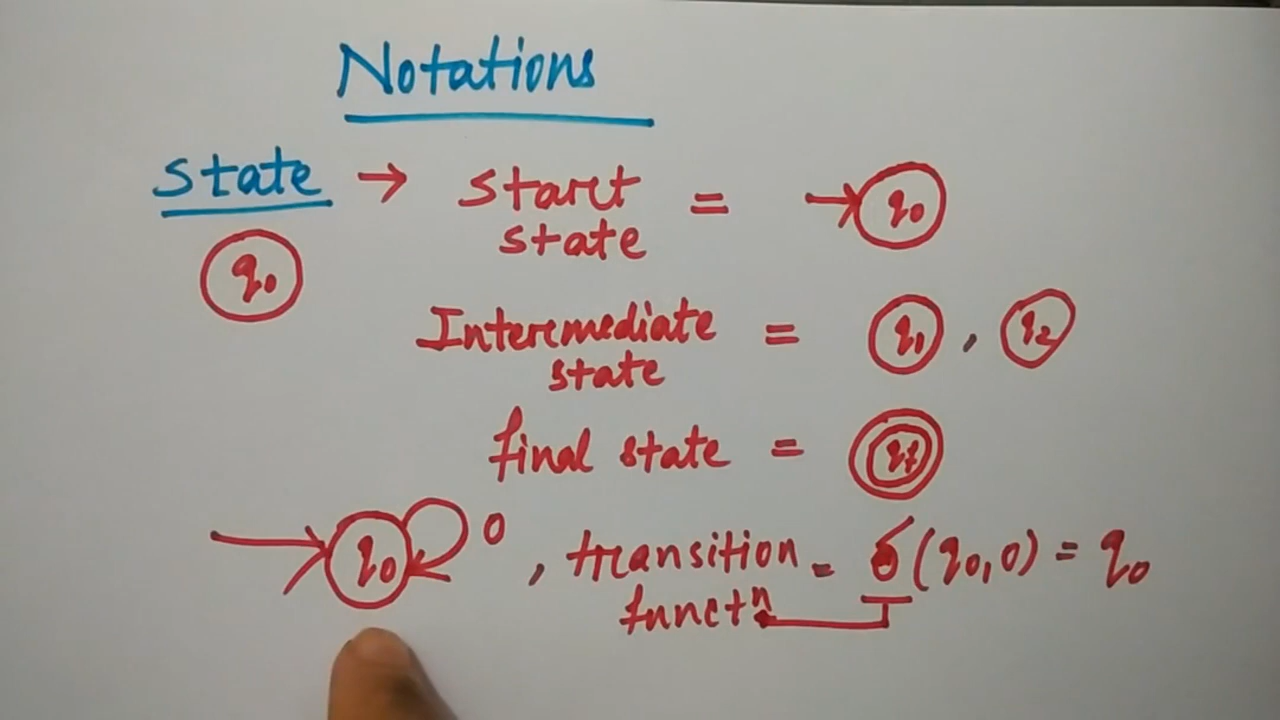 Notations
state → start state = → q0
q0
Intermediate state = q1 , q2
final state = qf
q0 0 , transition functn = δ(q0,0) = q0